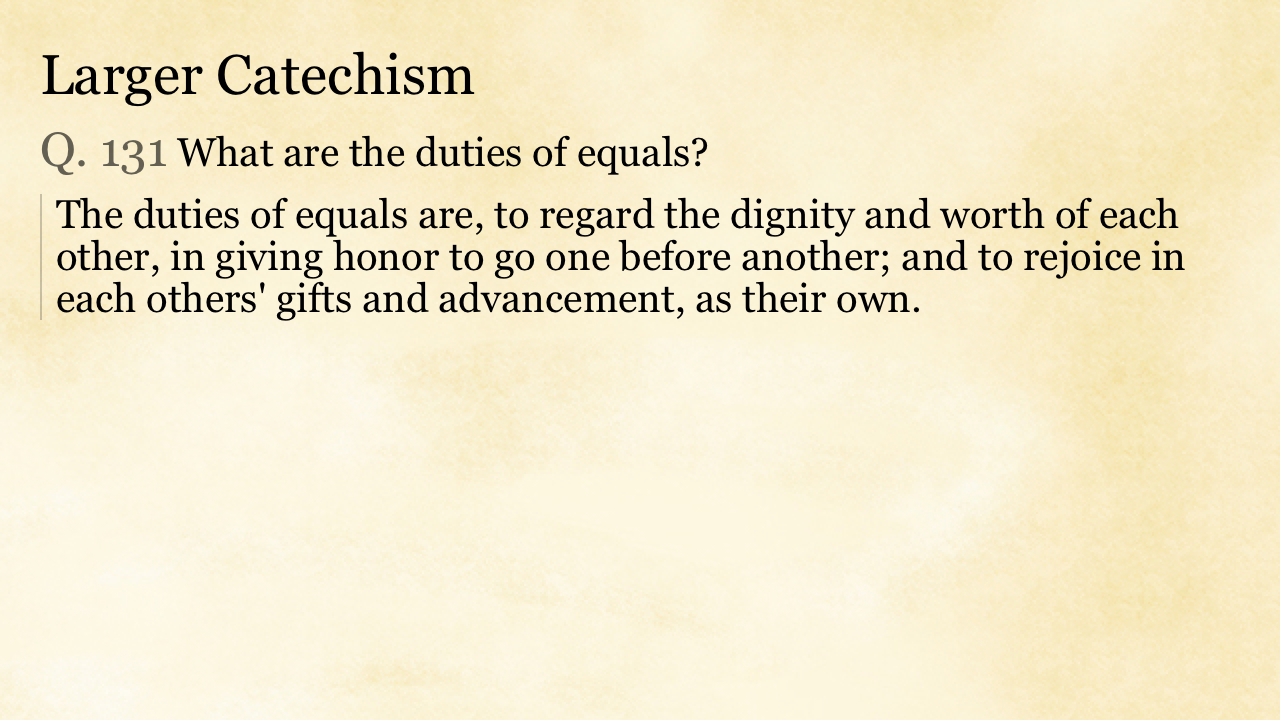 Larger Catechism
Q. 131 What are the duties of equals?
The duties of equals are, to regard the dignity and worth of each
other, in giving honor to go one before another; and to rejoice in
each others' gifts and advancement, as their own.